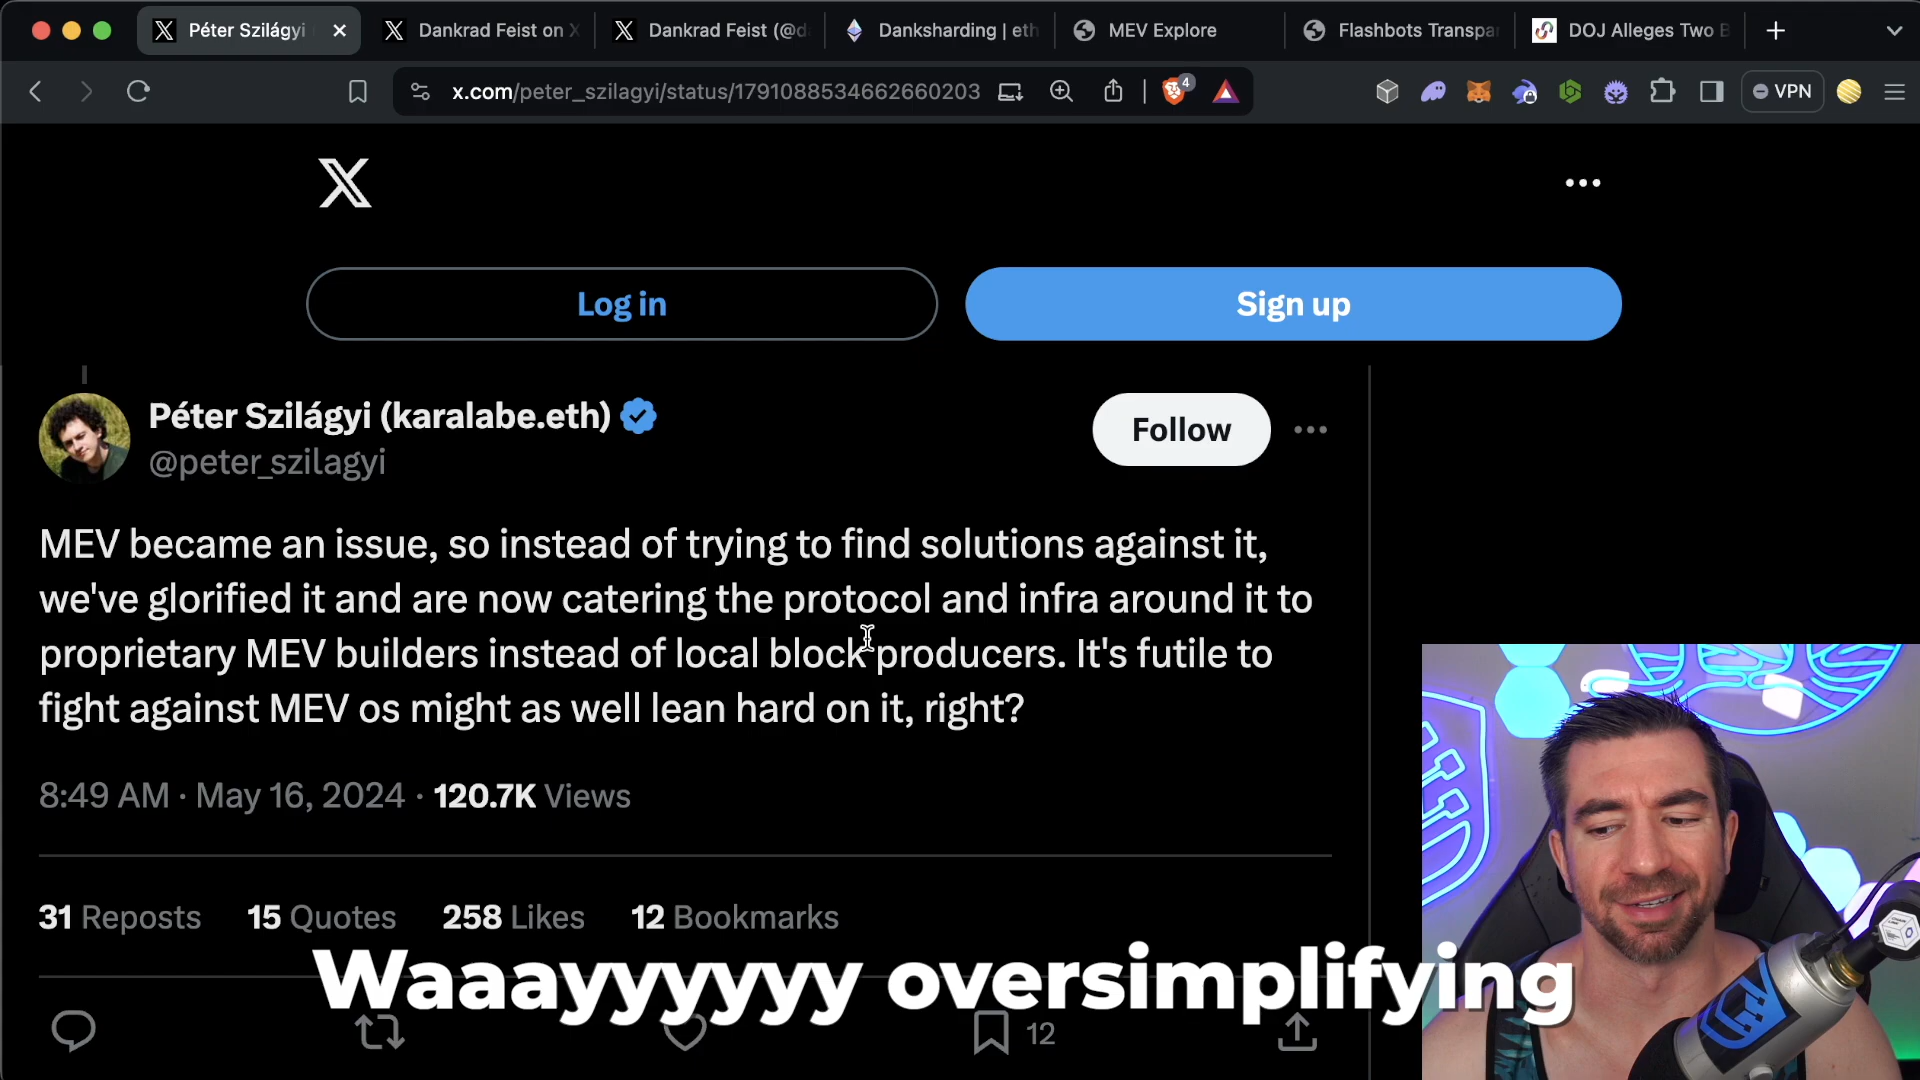 Péter Szilágyi
Dankrad Feist on X
Dankrad Feist (@d
Danksharding | eth
MEV Explore
Flashbots Transpa
DOJ Alleges Two B
x.com/peter_szilagyi/status/1791088534662660203
4
VPN
Log in
Sign up
Péter Szilágyi (karalabe.eth)
@peter_szilagyi
Follow
MEV became an issue, so instead of trying to find solutions against it,
we've glorified it and are now catering the protocol and infra around it to
proprietary MEV builders instead of local block producers. It's futile to
fight against MEV os might as well lean hard on it, right?
8:49 AM · May 16, 2024 · 120.7K Views
31 Reposts 15 Quotes 258 Likes 12 Bookmarks
Waaayyyyyy oversimplifying
12